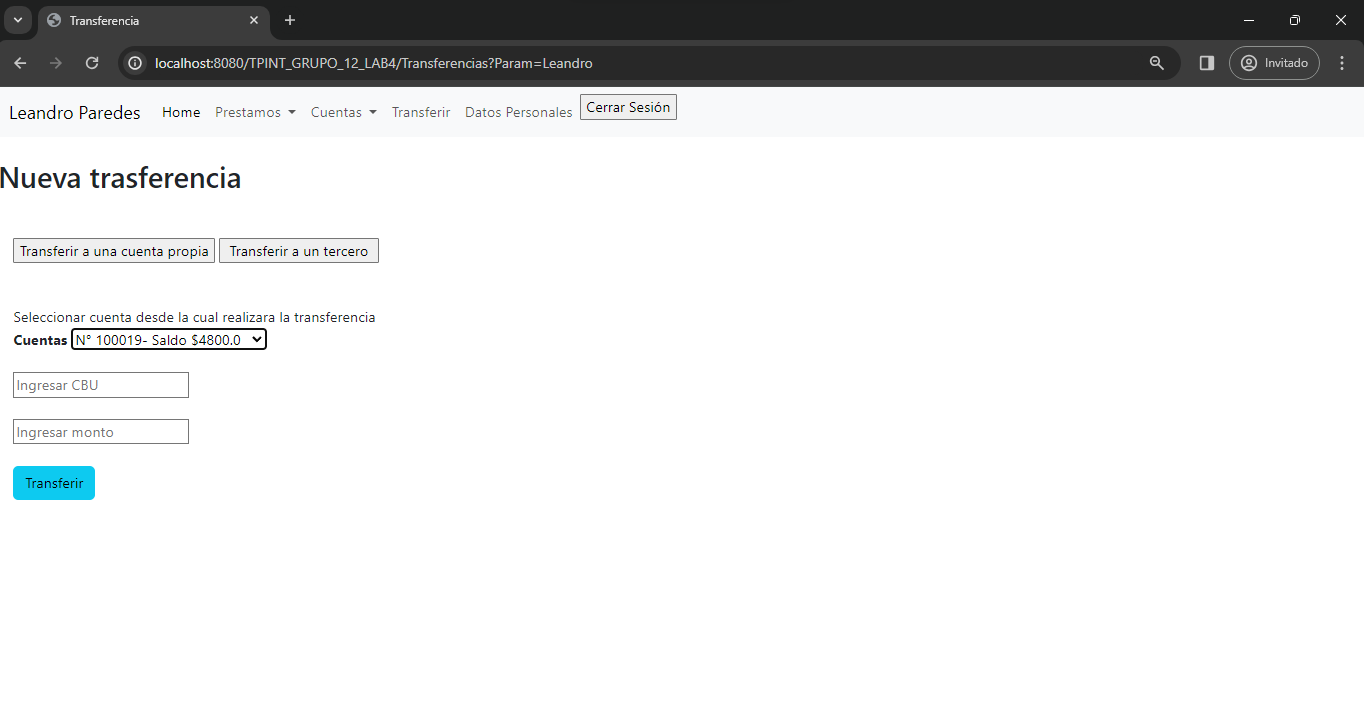 Transferencia
localhost:8080/TPINT_GRUPO_12_LAB4/Transferencias?Param=Leandro
Invitado
Leandro Paredes Home Prestamos Cuentas Transferir Datos Personales Cerrar Sesión
Nueva trasferencia
Transferir a una cuenta propia Transferir a un tercero
Seleccionar cuenta desde la cual realizara la transferencia
Cuentas N° 100019- Saldo $4800.0
Ingresar CBU
Ingresar monto
Transferir